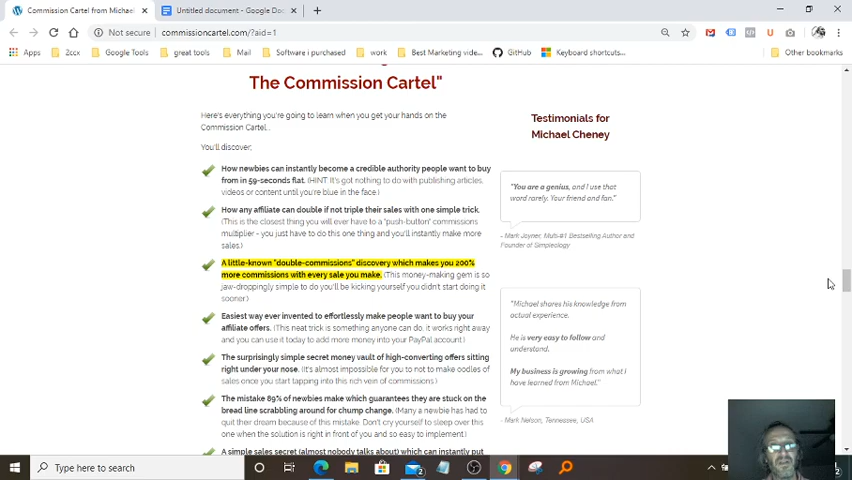 Commission Cartel from Michael
Untitled document - Google Doc
Not secure
commissioncartel.com/?aid=1
Apps
2ccx
Google Tools
great tools
Mail
Software i purchased
work
Best Marketing video...
GitHub
Keyboard shortcuts...
Other bookmarks
The Commission Cartel"
Here's everything you're going to learn when you get your hands on the
Commission Cartel .
You'll discover;
How newbies can instantly become a credible authority people want to buy
from in 59-seconds flat. (HINT It's got nothing to do with publishing articles,
videos or content until you're blue in the face.)
How any affiliate can double if not triple their sales with one simple trick.
(This is the closest thing you will ever have to a "push-button" commissions
multiplier - you just have to do this one thing and you'll instantly make more
sales.)
A little-known "double-commissions" discovery which makes you 200%
more commissions with every sale you make. (This money-making gem is so
jaw-droppingly simple to do you'll be kicking yourself you didn't start doing it
sooner.)
Easiest way ever invented to effortlessly make people want to buy your
affiliate offers. (This neat trick is something anyone can do, it works right away
and you can use it today to add more money into your PayPal account.)
The surprisingly simple secret money vault of high-converting offers sitting
right under your nose. (It's almost impossible for you to not to make oodles of
sales once you start tapping into this rich vein of commissions.)
The mistake 89% of newbies make which guarantees they are stuck on the
bread line scrabbling around for chump change. (Many a newbie has had to
quit their dream because of this mistake. Don't cry yourself to sleep over this
one when the solution is right in front of you and so easy to implement.)
A simple sales secret (almost nobody talks about) which can instantly put
Testimonials for
Michael Cheney
"You are a genius, and I use that
word rarely. Your friend and fan."
- Mark Joyner, Multi-#1 Bestselling Author and
Founder of Simpleology
"Michael shares his knowledge from
actual experience.
He is very easy to follow and
understand.
My business is growing from what I
have learned from Michael."
- Mark Nelson, Tennessee, USA
Type here to search
2
2